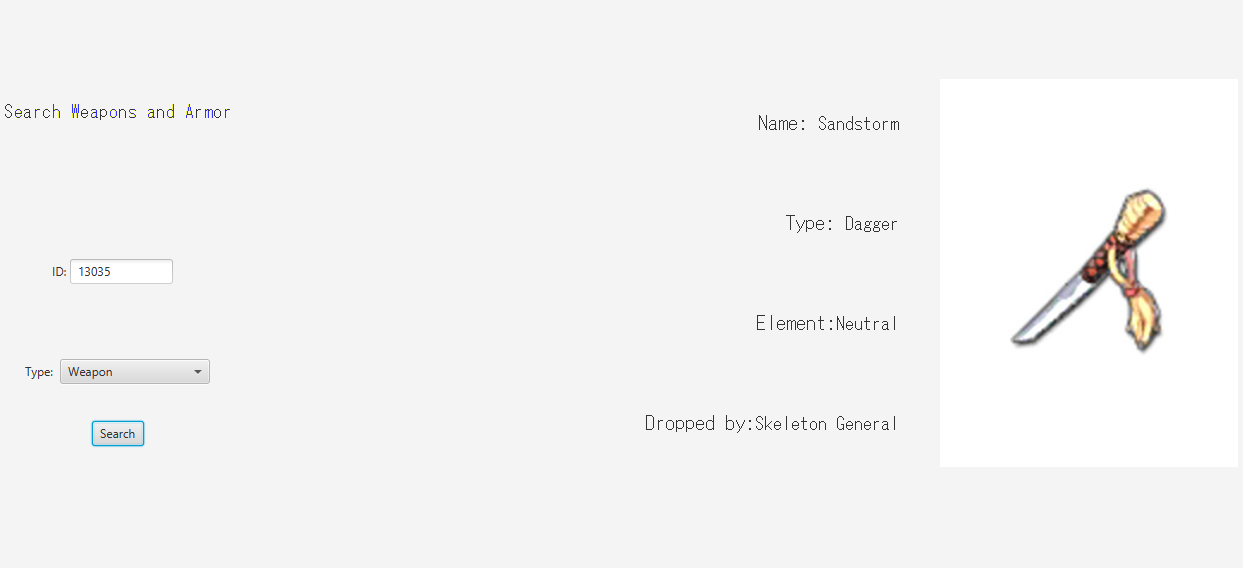 Search Weapons and Armor
ID: 13035
Type: Weapon
Search
Name: Sandstorm
Type: Dagger
Element:Neutral
Dropped by:Skeleton General